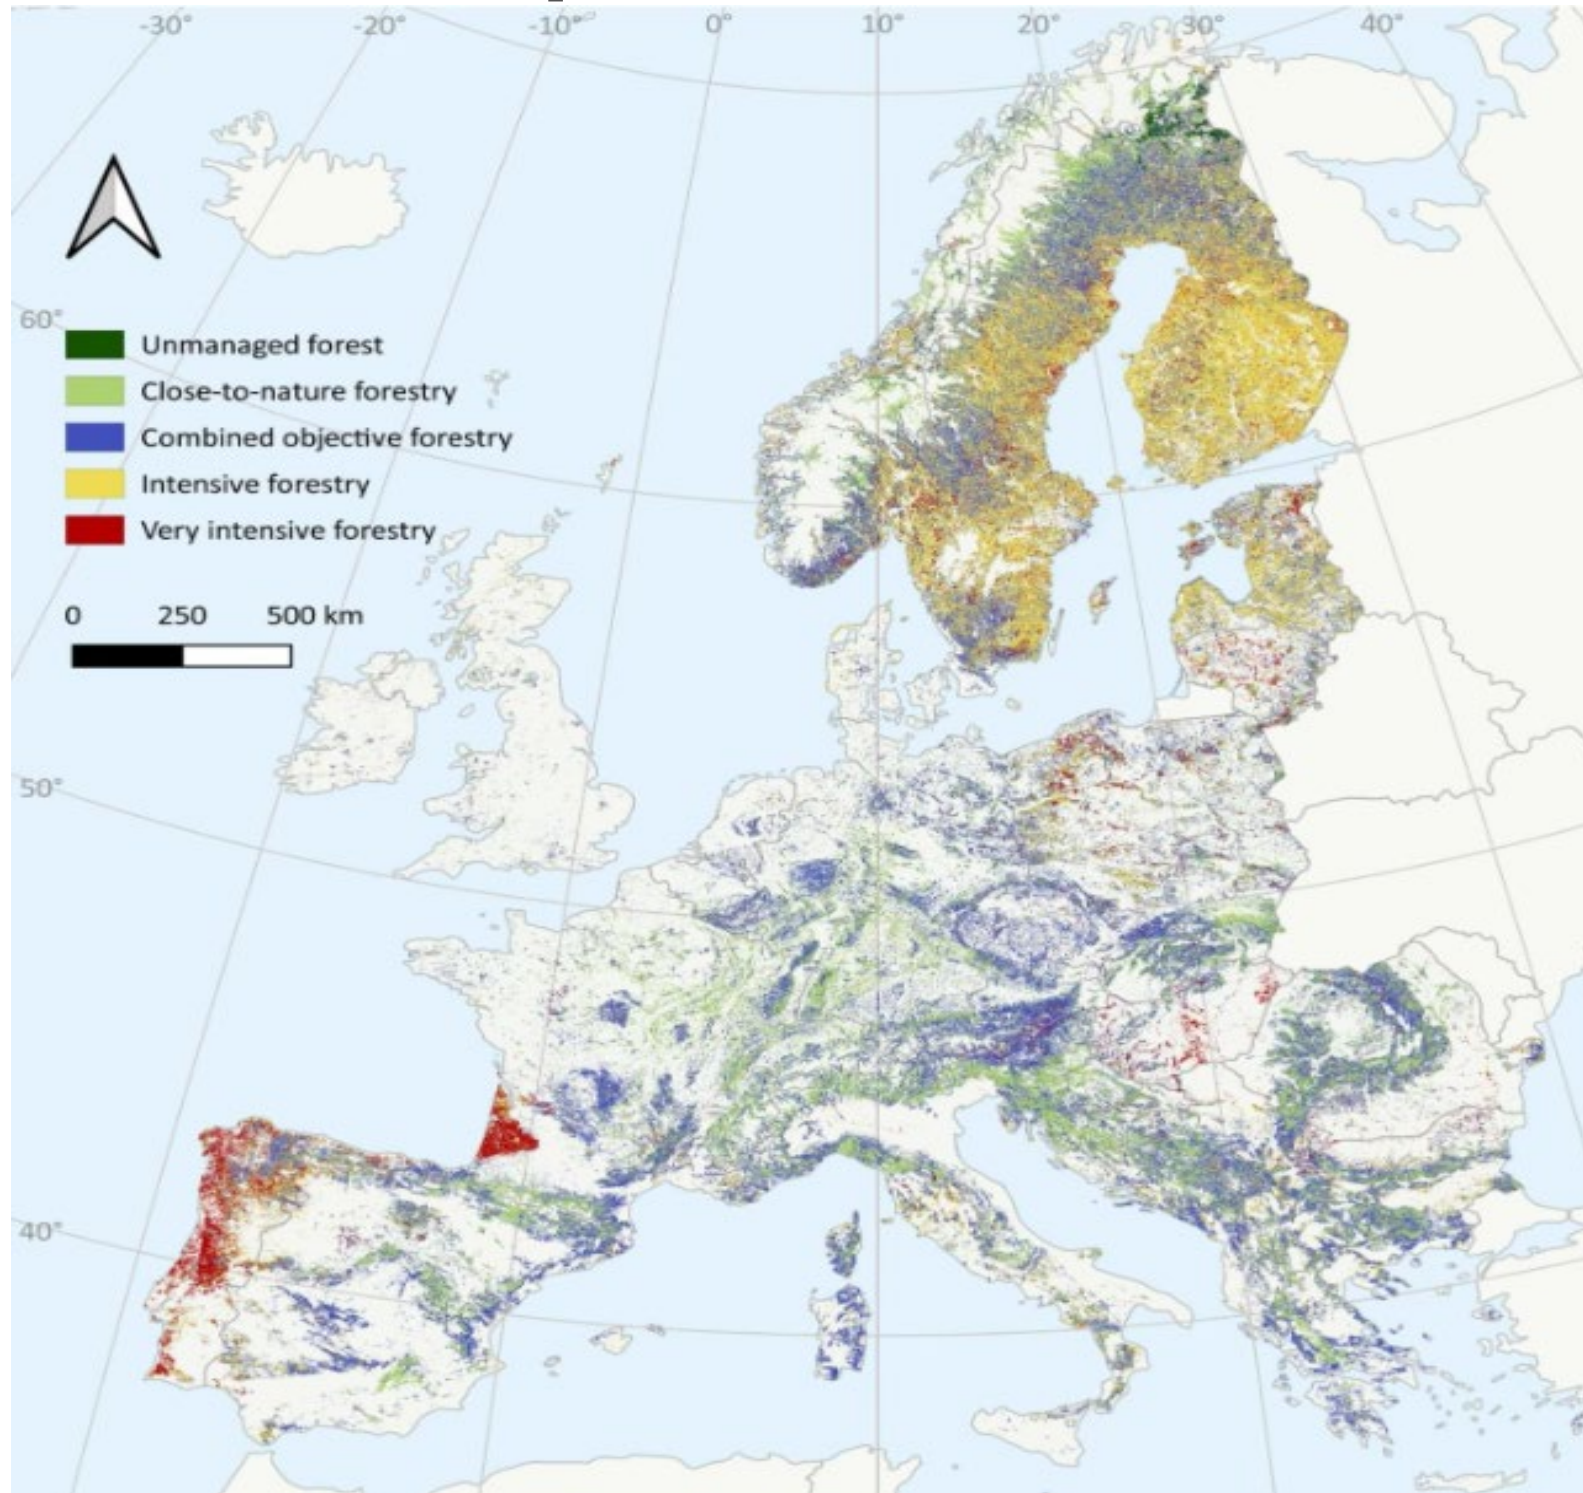 -30° -20° -10° 0° 10° 20° 30° 40°
60°
Unmanaged forest
Close-to-nature forestry
Combined objective forestry
Intensive forestry
Very intensive forestry
0 250 500 km
50°
40°